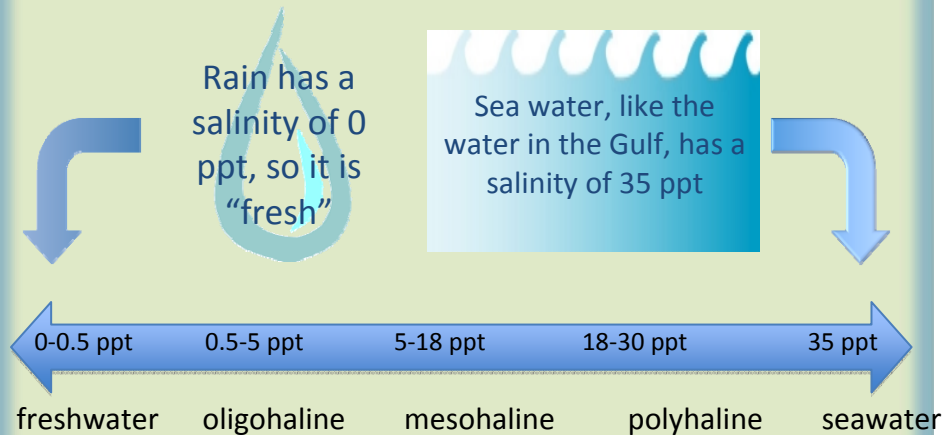 Rain has a
salinity of 0
ppt, so it is
“fresh”
Sea water, like the
water in the Gulf, has a
salinity of 35 ppt
0-0.5 ppt 0.5-5 ppt 5-18 ppt 18-30 ppt 35 ppt
freshwater oligohaline mesohaline polyhaline seawater